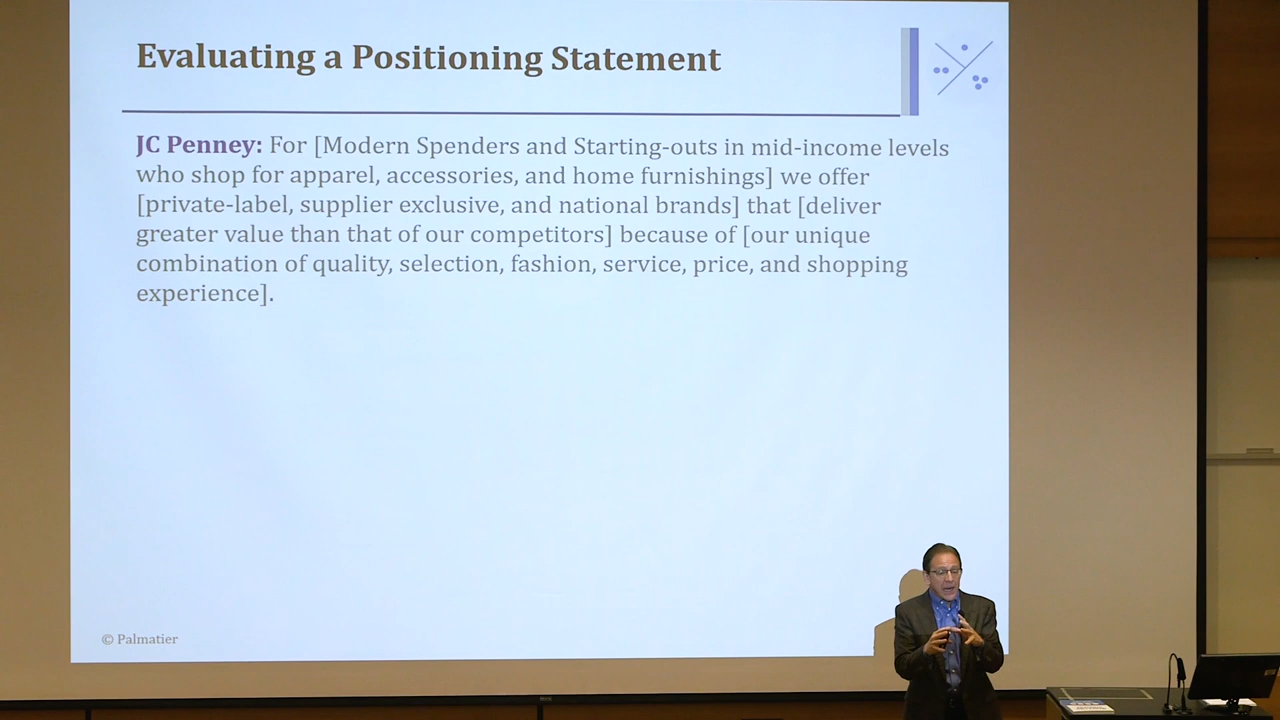 Evaluating a Positioning Statement
JC Penney: For [Modern Spenders and Starting-outs in mid-income levels
who shop for apparel, accessories, and home furnishings] we offer
[private-label, supplier exclusive, and national brands] that [deliver
greater value than that of our competitors] because of [our unique
combination of quality, selection, fashion, service, price, and shopping
experience].
© Palmatier